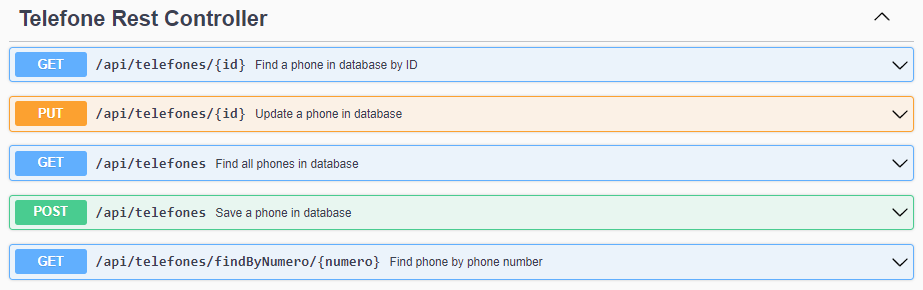 Telefone Rest Controller
GET /api/telefones/{id} Find a phone in database by ID
PUT /api/telefones/{id} Update a phone in database
GET /api/telefones Find all phones in database
POST /api/telefones Save a phone in database
GET /api/telefones/findByNumero/{numero} Find phone by phone number